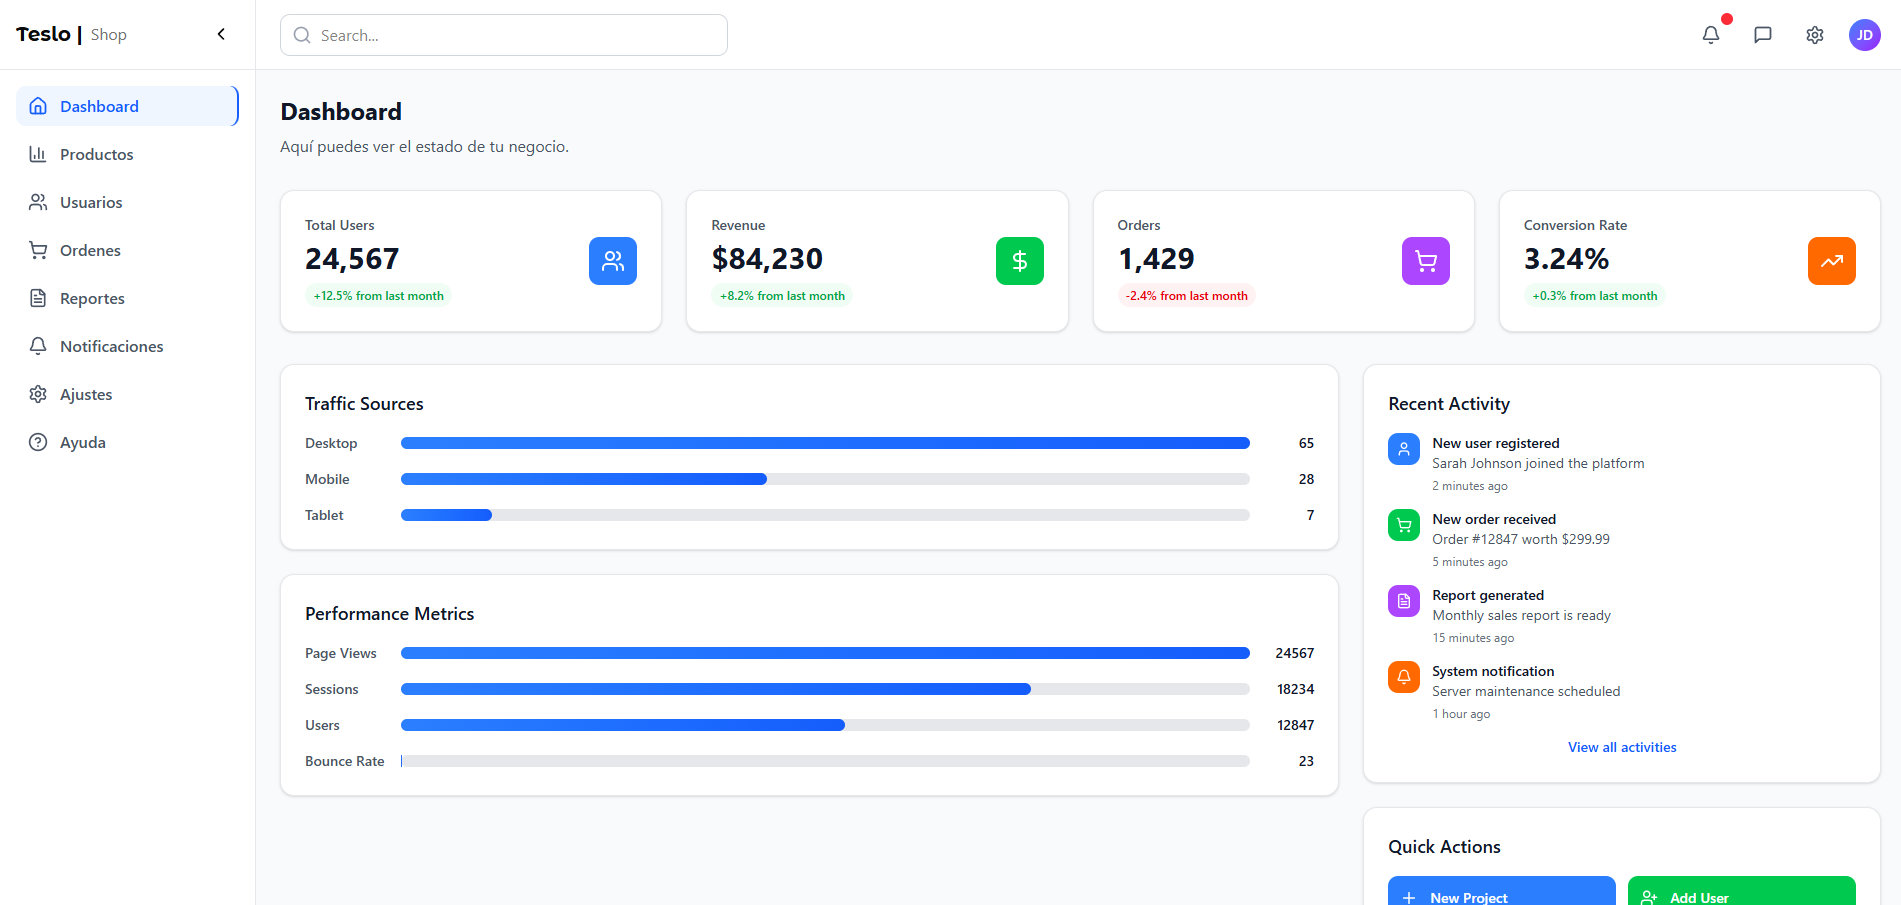 Teslo | Shop
Search...
JD
Dashboard
Productos
Usuarios
Ordenes
Reportes
Notificaciones
Ajustes
Ayuda
Dashboard
Aquí puedes ver el estado de tu negocio.
Total Users
24,567
+12.5% from last month
Revenue
$84,230
+8.2% from last month
Orders
1,429
-2.4% from last month
Conversion Rate
3.24%
+0.3% from last month
Traffic Sources
Desktop 65
Mobile 28
Tablet 7
Performance Metrics
Page Views 24567
Sessions 18234
Users 12847
Bounce Rate 23
Recent Activity
New user registered
Sarah Johnson joined the platform
2 minutes ago
New order received
Order #12847 worth $299.99
5 minutes ago
Report generated
Monthly sales report is ready
15 minutes ago
System notification
Server maintenance scheduled
1 hour ago
View all activities
Quick Actions
New Project
Add User